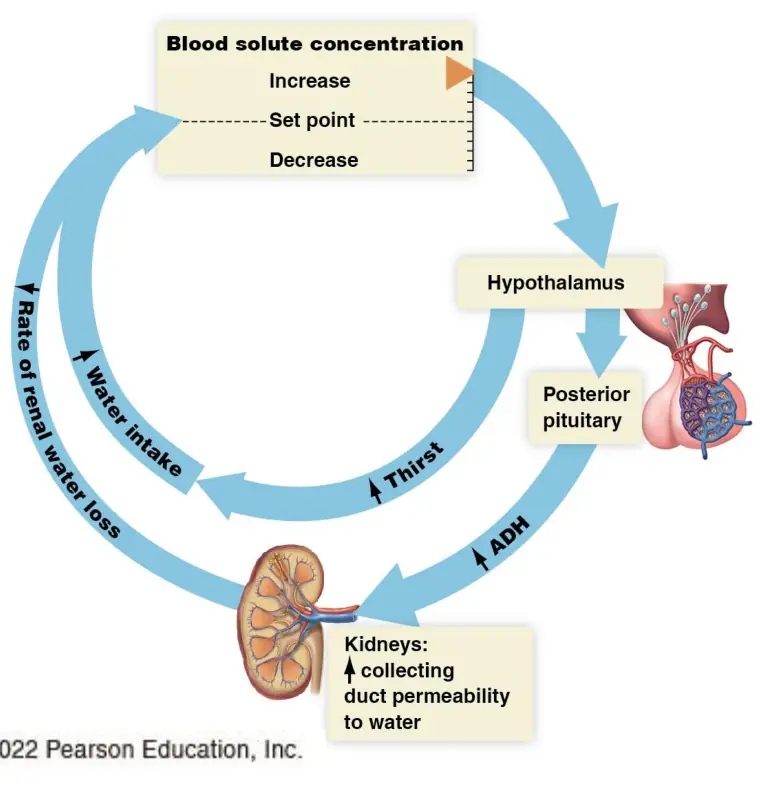 Blood solute concentration
Increase
Set point
Decrease
Hypothalamus
Posterior
pituitary
Thirst
Water intake
ADH
Rate of renal water loss
Kidneys:
collecting
duct permeability
to water
022 Pearson Education, Inc.